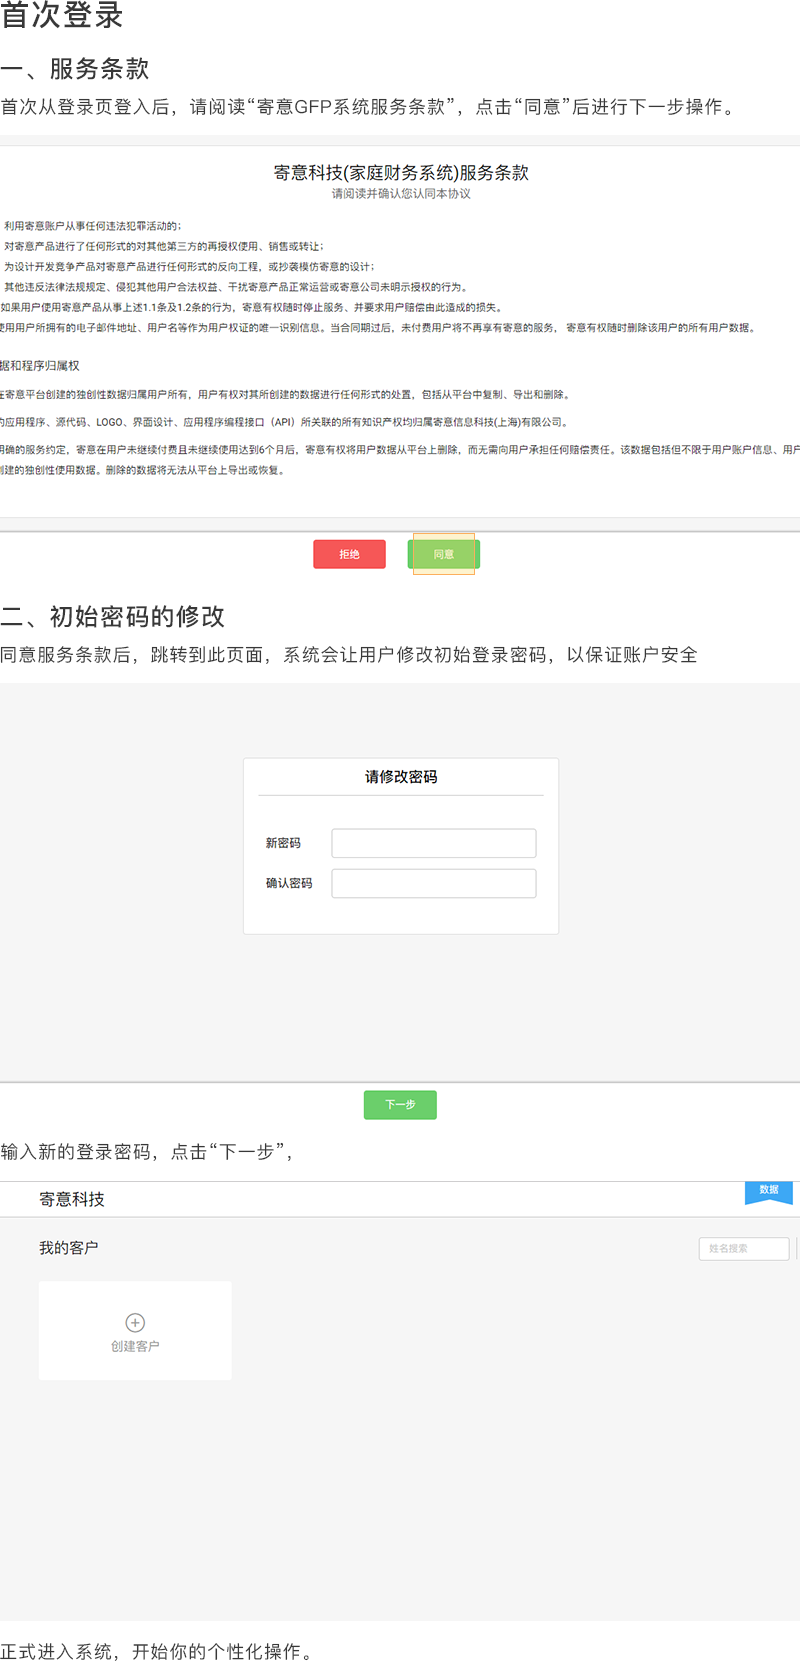 首次登录
一、服务条款
首次从登录页登入后，请阅读“寄意GFP系统服务条款”，点击“同意”后进行下一步操作。
寄意科技(家庭财务系统)服务条款
请阅读并确认您认同本协议
利用寄意账户从事任何违法犯罪活动的；
对寄意产品进行了任何形式的对其他第三方的再授权使用、销售或转让；
为设计开发竞争产品对寄意产品进行任何形式的反向工程，或抄袭模仿寄意的设计；
其他违反法律法规规定、侵犯其他用户合法权益、干扰寄意产品正常运营或寄意公司未明示授权的行为。
如果用户使用寄意产品从事上述1.1条及1.2条的行为，寄意有权随时停止服务、并要求用户赔偿由此造成的损失。
使用用户所拥有的电子邮件地址、用户名等作为用户权证的唯一识别信息。当合同期过后，未付费用户将不再享有寄意的服务， 寄意有权随时删除该用户的所有用户数据。
据和程序归属权
在寄意平台创建的独创性数据归属用户所有，用户有权对其所创建的数据进行任何形式的处置，包括从平台中复制、导出和删除。
的应用程序、源代码、LOGO、界面设计、应用程序编程接口（API）所关联的所有知识产权均归属寄意信息科技(上海)有限公司。
明确的服务约定，寄意在用户未继续付费且未继续使用达到6个月后，寄意有权将用户数据从平台上删除，而无需向用户承担任何赔偿责任。该数据包括但不限于用户账户信息、用户
创建的独创性使用数据。删除的数据将无法从平台上导出或恢复。
拒绝 同意
二、初始密码的修改
同意服务条款后，跳转到此页面，系统会让用户修改初始登录密码，以保证账户安全
请修改密码
新密码
确认密码
下一步
输入新的登录密码，点击“下一步”，
寄意科技 数据
我的客户 姓名搜索
创建客户
正式进入系统，开始你的个性化操作。